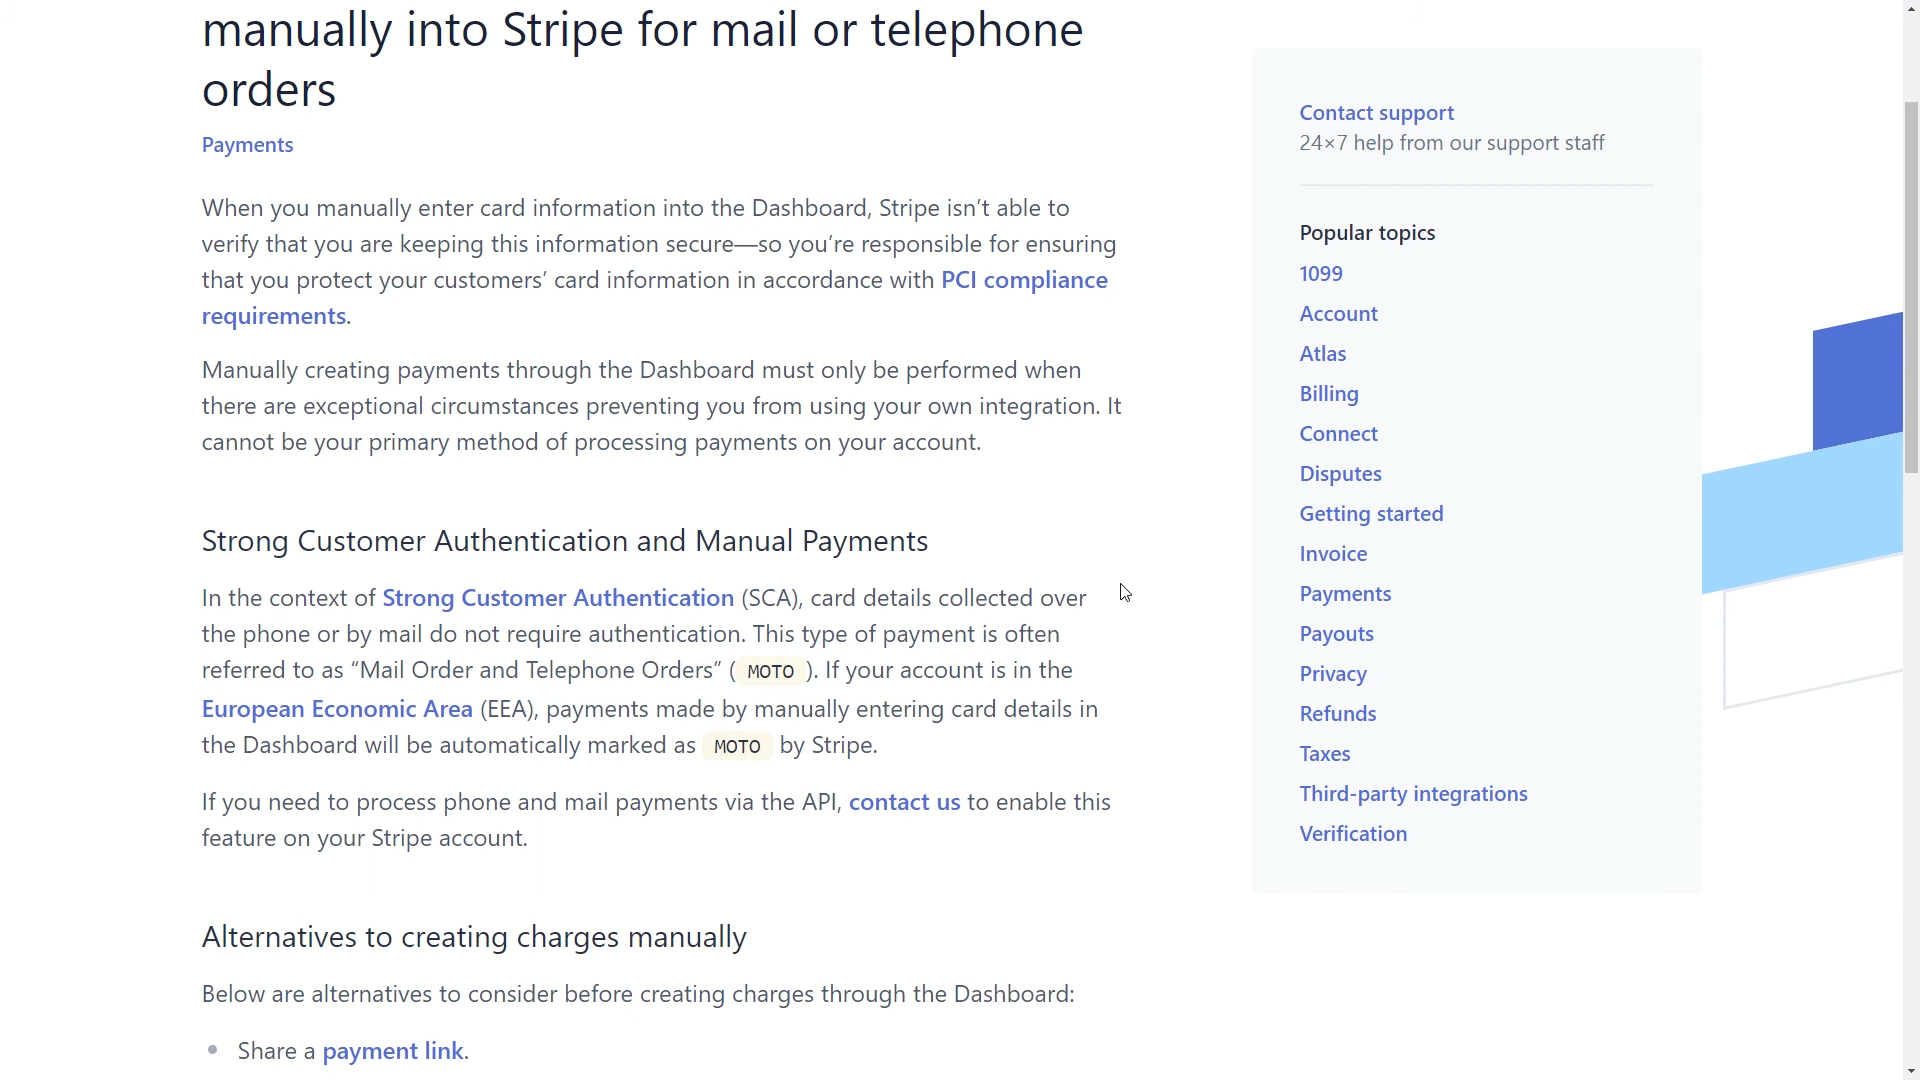 manually into Stripe for mail or telephone
orders
Payments
When you manually enter card information into the Dashboard, Stripe isn’t able to
verify that you are keeping this information secure—so you’re responsible for ensuring
that you protect your customers’ card information in accordance with PCI compliance
requirements.
Manually creating payments through the Dashboard must only be performed when
there are exceptional circumstances preventing you from using your own integration. It
cannot be your primary method of processing payments on your account.
Strong Customer Authentication and Manual Payments
In the context of Strong Customer Authentication (SCA), card details collected over
the phone or by mail do not require authentication. This type of payment is often
referred to as “Mail Order and Telephone Orders” ( MOTO ). If your account is in the
European Economic Area (EEA), payments made by manually entering card details in
the Dashboard will be automatically marked as MOTO by Stripe.
If you need to process phone and mail payments via the API, contact us to enable this
feature on your Stripe account.
Alternatives to creating charges manually
Below are alternatives to consider before creating charges through the Dashboard:
Share a payment link.
Contact support
24×7 help from our support staff
Popular topics
1099
Account
Atlas
Billing
Connect
Disputes
Getting started
Invoice
Payments
Payouts
Privacy
Refunds
Taxes
Third-party integrations
Verification